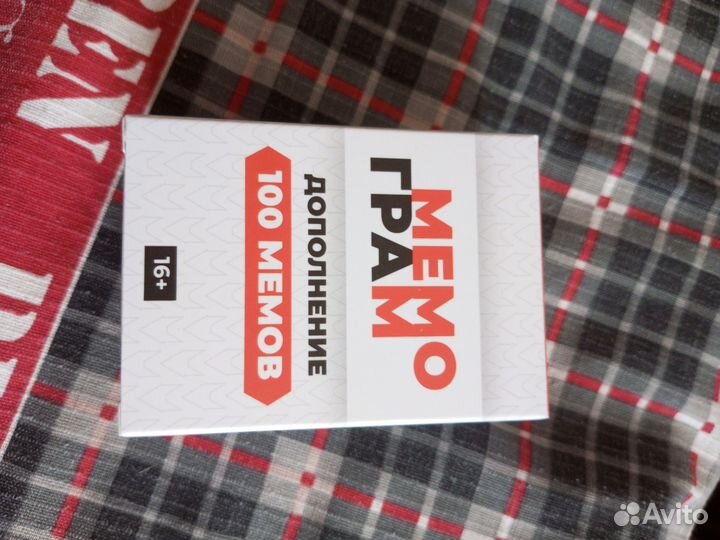 МЕМО
ГРАМ
ДОПОЛНЕНИЕ
100 МЕМОВ
16+
Avito